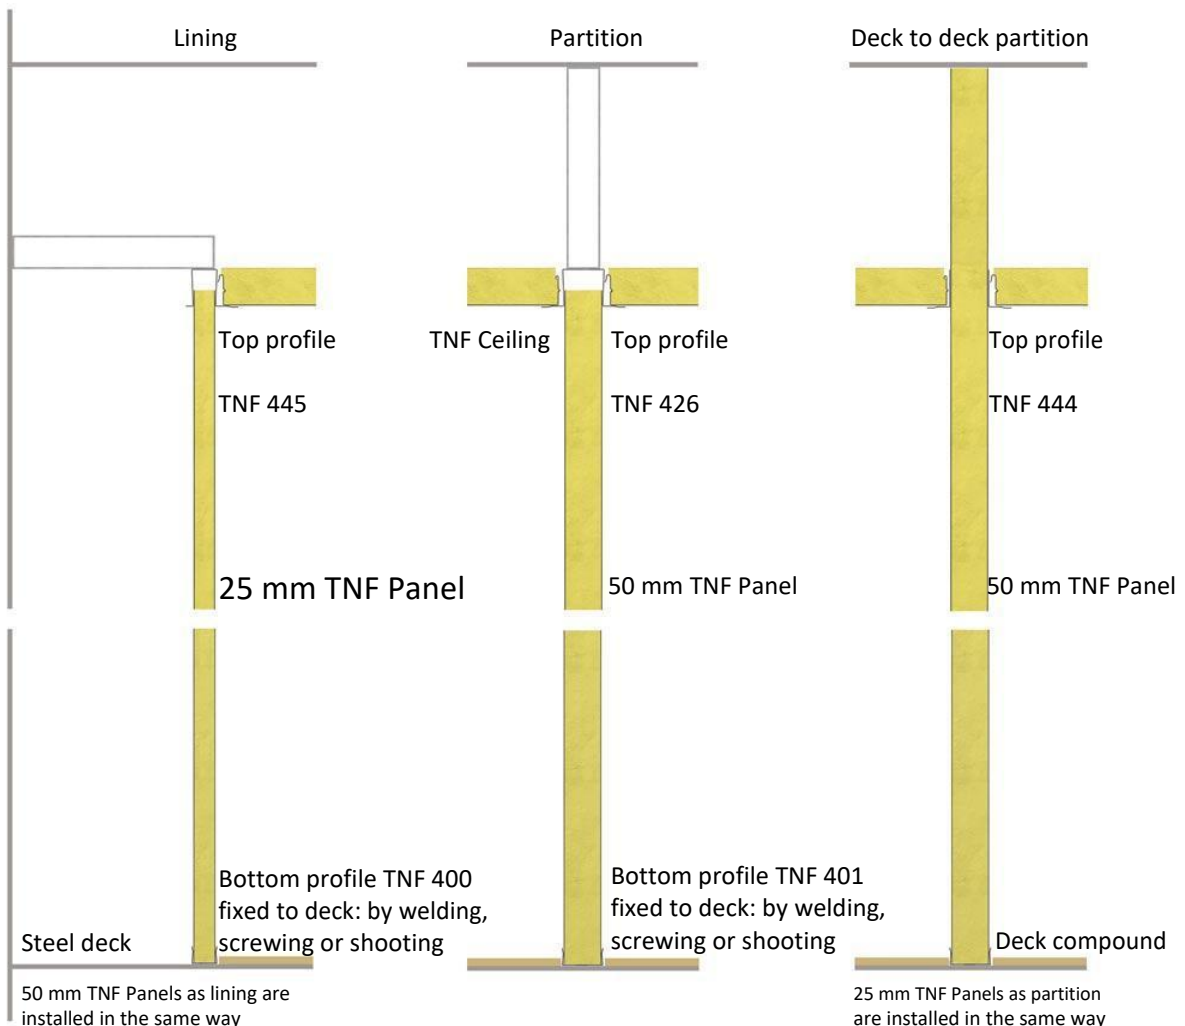 Lining
Partition
Deck to deck partition
Top profile
TNF Ceiling
Top profile
Top profile
TNF 445
TNF 426
TNF 444
25 mm TNF Panel
50 mm TNF Panel
50 mm TNF Panel
Bottom profile TNF 400
fixed to deck: by welding,
screwing or shooting
Bottom profile TNF 401
fixed to deck: by welding,
screwing or shooting
Steel deck
Deck compound
50 mm TNF Panels as lining are
installed in the same way
25 mm TNF Panels as partition
are installed in the same way